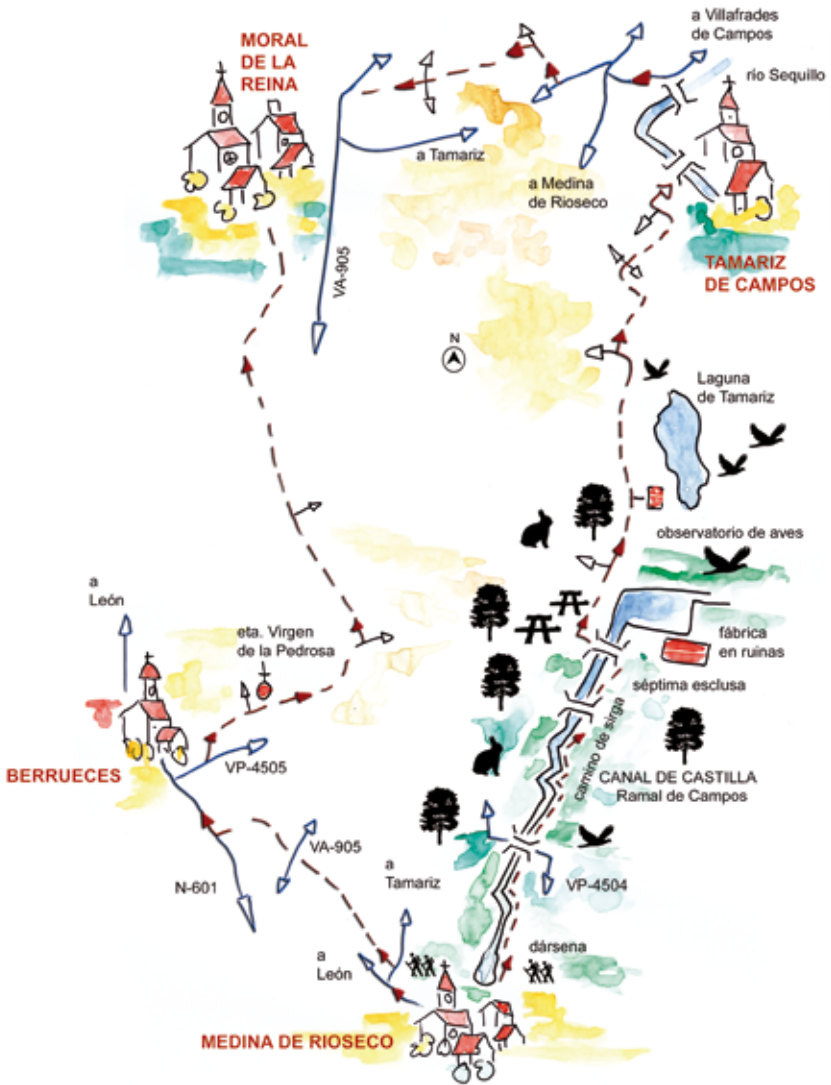 MORAL
DE LA
REINA
a Villafrades
de Campos
río Sequillo
a Tamariz
a Medina
de Rioseco
VA-905
TAMARIZ
DE CAMPOS
N
Laguna
de Tamariz
observatorio de aves
a
León
eta. Virgen
de la Pedrosa
fábrica
en ruinas
séptima esclusa
camino de sirga
BERRUECES
VP-4505
CANAL DE CASTILLA
Ramal de Campos
VA-905
N-601
a
Tamariz
VP-4504
a
León
dársena
MEDINA DE RIOSECO